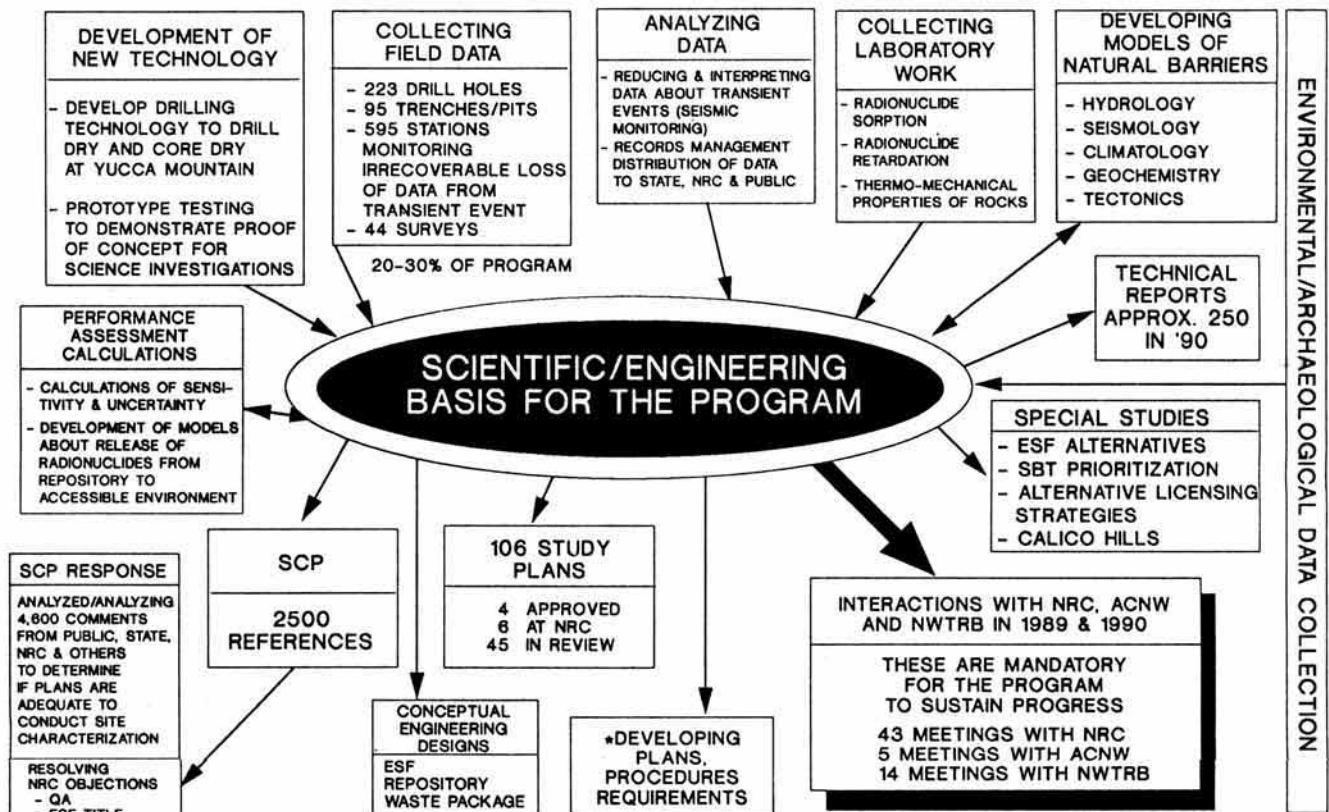 DEVELOPMENT OF
NEW TECHNOLOGY
- DEVELOP DRILLING
TECHNOLOGY TO DRILL
DRY AND CORE DRY
AT YUCCA MOUNTAIN
- PROTOTYPE TESTING
TO DEMONSTRATE PROOF
OF CONCEPT FOR
SCIENCE INVESTIGATIONS
COLLECTING
FIELD DATA
- 223 DRILL HOLES
- 95 TRENCHES/PITS
- 595 STATIONS
MONITORING
IRRECOVERABLE LOSS
OF DATA FROM
TRANSIENT EVENT
- 44 SURVEYS
20-30% OF PROGRAM
ANALYZING
DATA
- REDUCING & INTERPRETING
DATA ABOUT TRANSIENT
EVENTS (SEISMIC
MONITORING)
- RECORDS MANAGEMENT
DISTRIBUTION OF DATA
TO STATE, NRC & PUBLIC
COLLECTING
LABORATORY
WORK
- RADIONUCLIDE
SORPTION
- RADIONUCLIDE
RETARDATION
- THERMO-MECHANICAL
PROPERTIES OF ROCKS
DEVELOPING
MODELS OF
NATURAL BARRIERS
- HYDROLOGY
- SEISMOLOGY
- CLIMATOLOGY
- GEOCHEMISTRY
- TECTONICS
ENVIRONMENTAL/ARCHAEOLOGICAL DATA COLLECTION
TECHNICAL
REPORTS
APPROX. 250
IN '90
PERFORMANCE
ASSESSMENT
CALCULATIONS
- CALCULATIONS OF SENSI-
TIVITY & UNCERTAINTY
- DEVELOPMENT OF MODELS
ABOUT RELEASE OF
RADIONUCLIDES FROM
REPOSITORY TO
ACCESSIBLE ENVIRONMENT
SCIENTIFIC/ENGINEERING
BASIS FOR THE PROGRAM
SPECIAL STUDIES
- ESF ALTERNATIVES
- SBT PRIORITIZATION
- ALTERNATIVE LICENSING
STRATEGIES
- CALICO HILLS
SCP RESPONSE
ANALYZED/ANALYZING
4,600 COMMENTS
FROM PUBLIC, STATE,
NRC & OTHERS
TO DETERMINE
IF PLANS ARE
ADEQUATE TO
CONDUCT SITE
CHARACTERIZATION
RESOLVING
NRC OBJECTIONS
- QA
- ESF TITLE
SCP
2500
REFERENCES
106 STUDY
PLANS
4 APPROVED
6 AT NRC
45 IN REVIEW
CONCEPTUAL
ENGINEERING
DESIGNS
ESF
REPOSITORY
WASTE PACKAGE
*DEVELOPING
PLANS,
PROCEDURES
REQUIREMENTS
INTERACTIONS WITH NRC, ACNW
AND NWTRB IN 1989 & 1990
THESE ARE MANDATORY
FOR THE PROGRAM
TO SUSTAIN PROGRESS
43 MEETINGS WITH NRC
5 MEETINGS WITH ACNW
14 MEETINGS WITH NWTRB